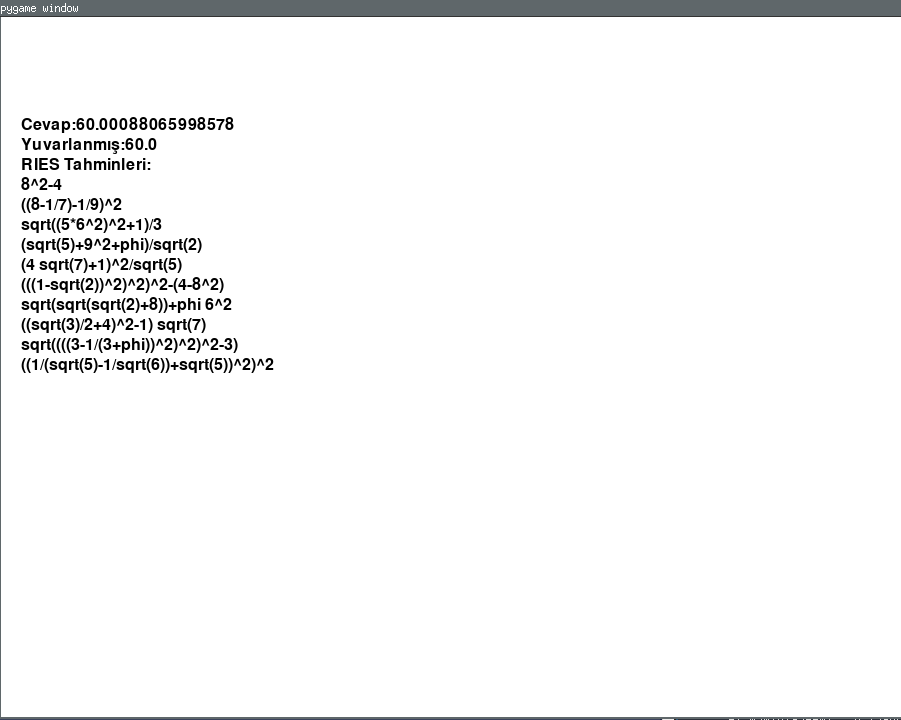 pygame window
Cevap:60.00088065998578
Yuvarlanmış:60.0
RIES Tahminleri:
8^2-4
((8-1/7)-1/9)^2
sqrt((5*6^2)^2+1)/3
(sqrt(5)+9^2+phi)/sqrt(2)
(4 sqrt(7)+1)^2/sqrt(5)
(((1-sqrt(2))^2)^2)^2-(4-8^2)
sqrt(sqrt(sqrt(2)+8))+phi 6^2
((sqrt(3)/2+4)^2-1) sqrt(7)
sqrt((((3-1/(3+phi))^2)^2)^2-3)
((1/(sqrt(5)-1/sqrt(6))+sqrt(5))^2)^2